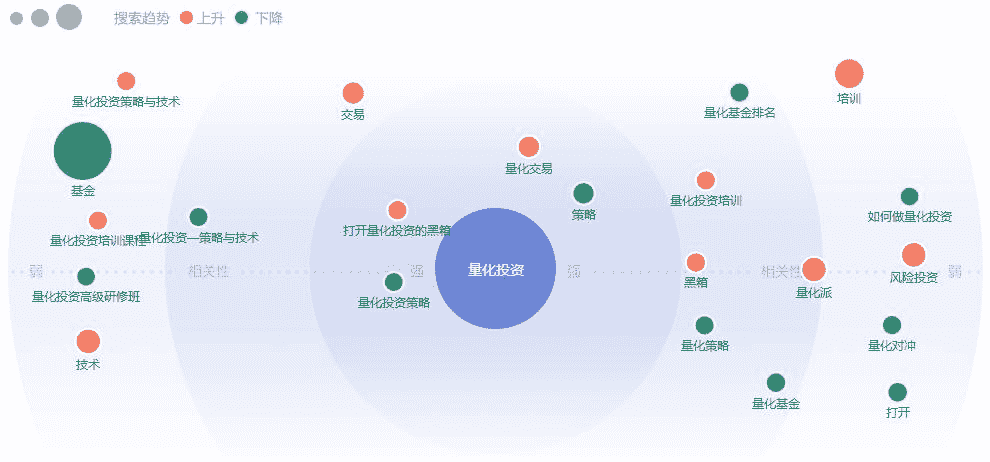 搜索趋势 上升 下降
培训
量化投资策略与技术
交易
量化基金排名
量化交易
基金
量化投资培训
策略
如何做量化投资
打开量化投资的黑箱
量化投资培训课程
量化投资—策略与技术
弱 相关性 强 量化投资 强 相关性 弱
黑箱
风险投资
量化派
量化投资高级研修班
量化投资策略
量化策略
量化对冲
技术
量化基金
打开